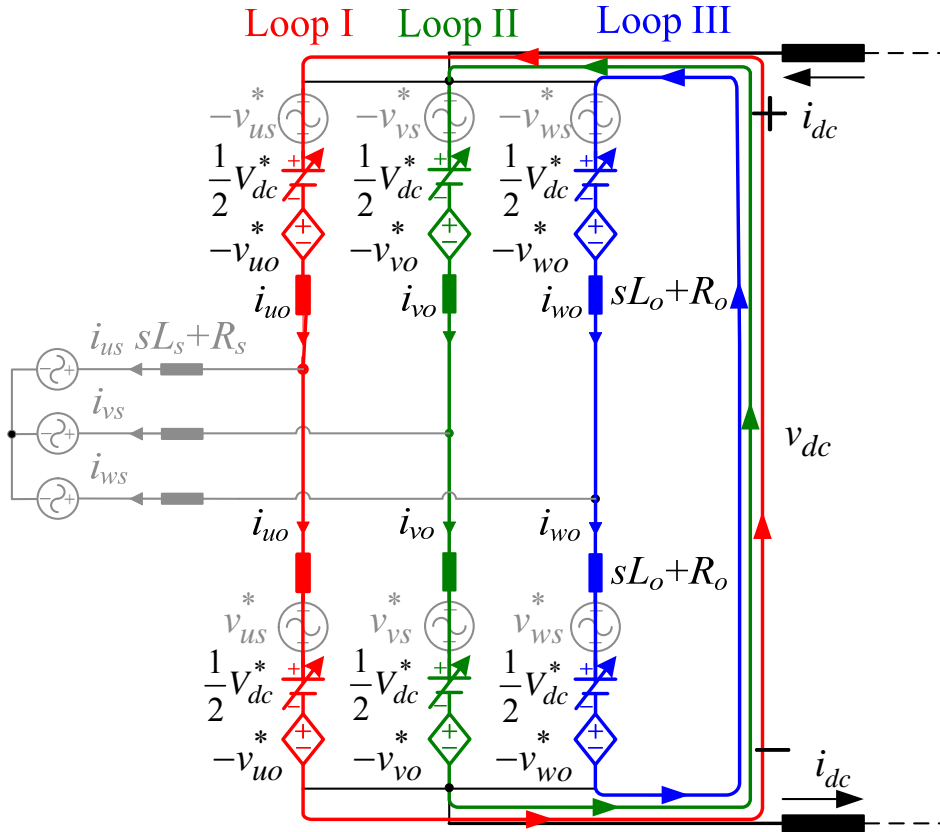 Loop I Loop II Loop III
−v*us −v*vs −v*ws + i_dc
1/2 V*dc 1/2 V*dc 1/2 V*dc
−v*uo −v*vo −v*wo
i_uo i_vo i_wo sL_o+R_o
i_us sL_s+R_s
i_vs v_dc
i_ws
i_uo i_vo i_wo
sL_o+R_o
v*us v*vs v*ws
1/2 V*dc 1/2 V*dc 1/2 V*dc
−v*uo −v*vo −v*wo − i_dc